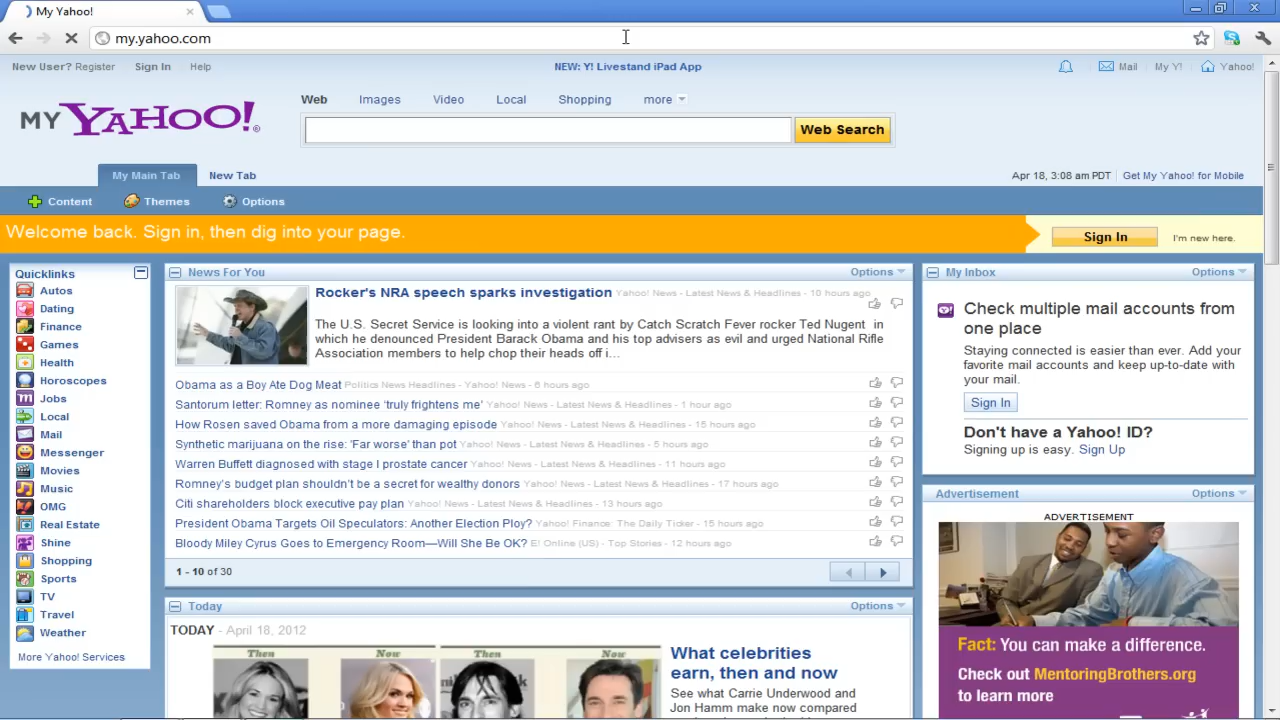 My Yahoo!
my.yahoo.com
New User? Register Sign In Help
NEW: Y! Livestand iPad App
Mail My Y! Yahoo!
MY YAHOO!
Web Images Video Local Shopping more
Web Search
My Main Tab New Tab
Apr 18, 3:08 am PDT Get My Yahoo! for Mobile
Content Themes Options
Welcome back. Sign in, then dig into your page.
Sign In I'm new here.
Quicklinks
Autos
Dating
Finance
Games
Health
Horoscopes
Jobs
Local
Mail
Messenger
Movies
Music
OMG
Real Estate
Shine
Shopping
Sports
TV
Travel
Weather
More Yahoo! Services
News For You Options
Rocker's NRA speech sparks investigation Yahoo! News - Latest News & Headlines - 10 hours ago
The U.S. Secret Service is looking into a violent rant by Catch Scratch Fever rocker Ted Nugent in
which he denounced President Barack Obama and his top advisers as evil and urged National Rifle
Association members to help chop their heads off i...
Obama as a Boy Ate Dog Meat Politics News Headlines - Yahoo! News - 6 hours ago
Santorum letter: Romney as nominee 'truly frightens me' Yahoo! News - Latest News & Headlines - 1 hour ago
How Rosen saved Obama from a more damaging episode Yahoo! News - Latest News & Headlines - 15 hours ago
Synthetic marijuana on the rise: 'Far worse' than pot Yahoo! News - Latest News & Headlines - 5 hours ago
Warren Buffett diagnosed with stage I prostate cancer Yahoo! News - Latest News & Headlines - 11 hours ago
Romney's budget plan shouldn't be a secret for wealthy donors Yahoo! News - Latest News & Headlines - 17 hours ago
Citi shareholders block executive pay plan Yahoo! News - Latest News & Headlines - 13 hours ago
President Obama Targets Oil Speculators: Another Election Ploy? Yahoo! Finance: The Daily Ticker - 15 hours ago
Bloody Miley Cyrus Goes to Emergency Room—Will She Be OK? E! Online (US) - Top Stories - 12 hours ago
1 - 10 of 30
Today Options
TODAY - April 18, 2012
Then Now Then Now
What celebrities
earn, then and now
See what Carrie Underwood and
Jon Hamm make now compared
My Inbox Options
Check multiple mail accounts from
one place
Staying connected is easier than ever. Add your
favorite mail accounts and keep up-to-date with
your mail.
Sign In
Don't have a Yahoo! ID?
Signing up is easy. Sign Up
Advertisement Options
ADVERTISEMENT
Fact: You can make a difference.
Check out MentoringBrothers.org
to learn more